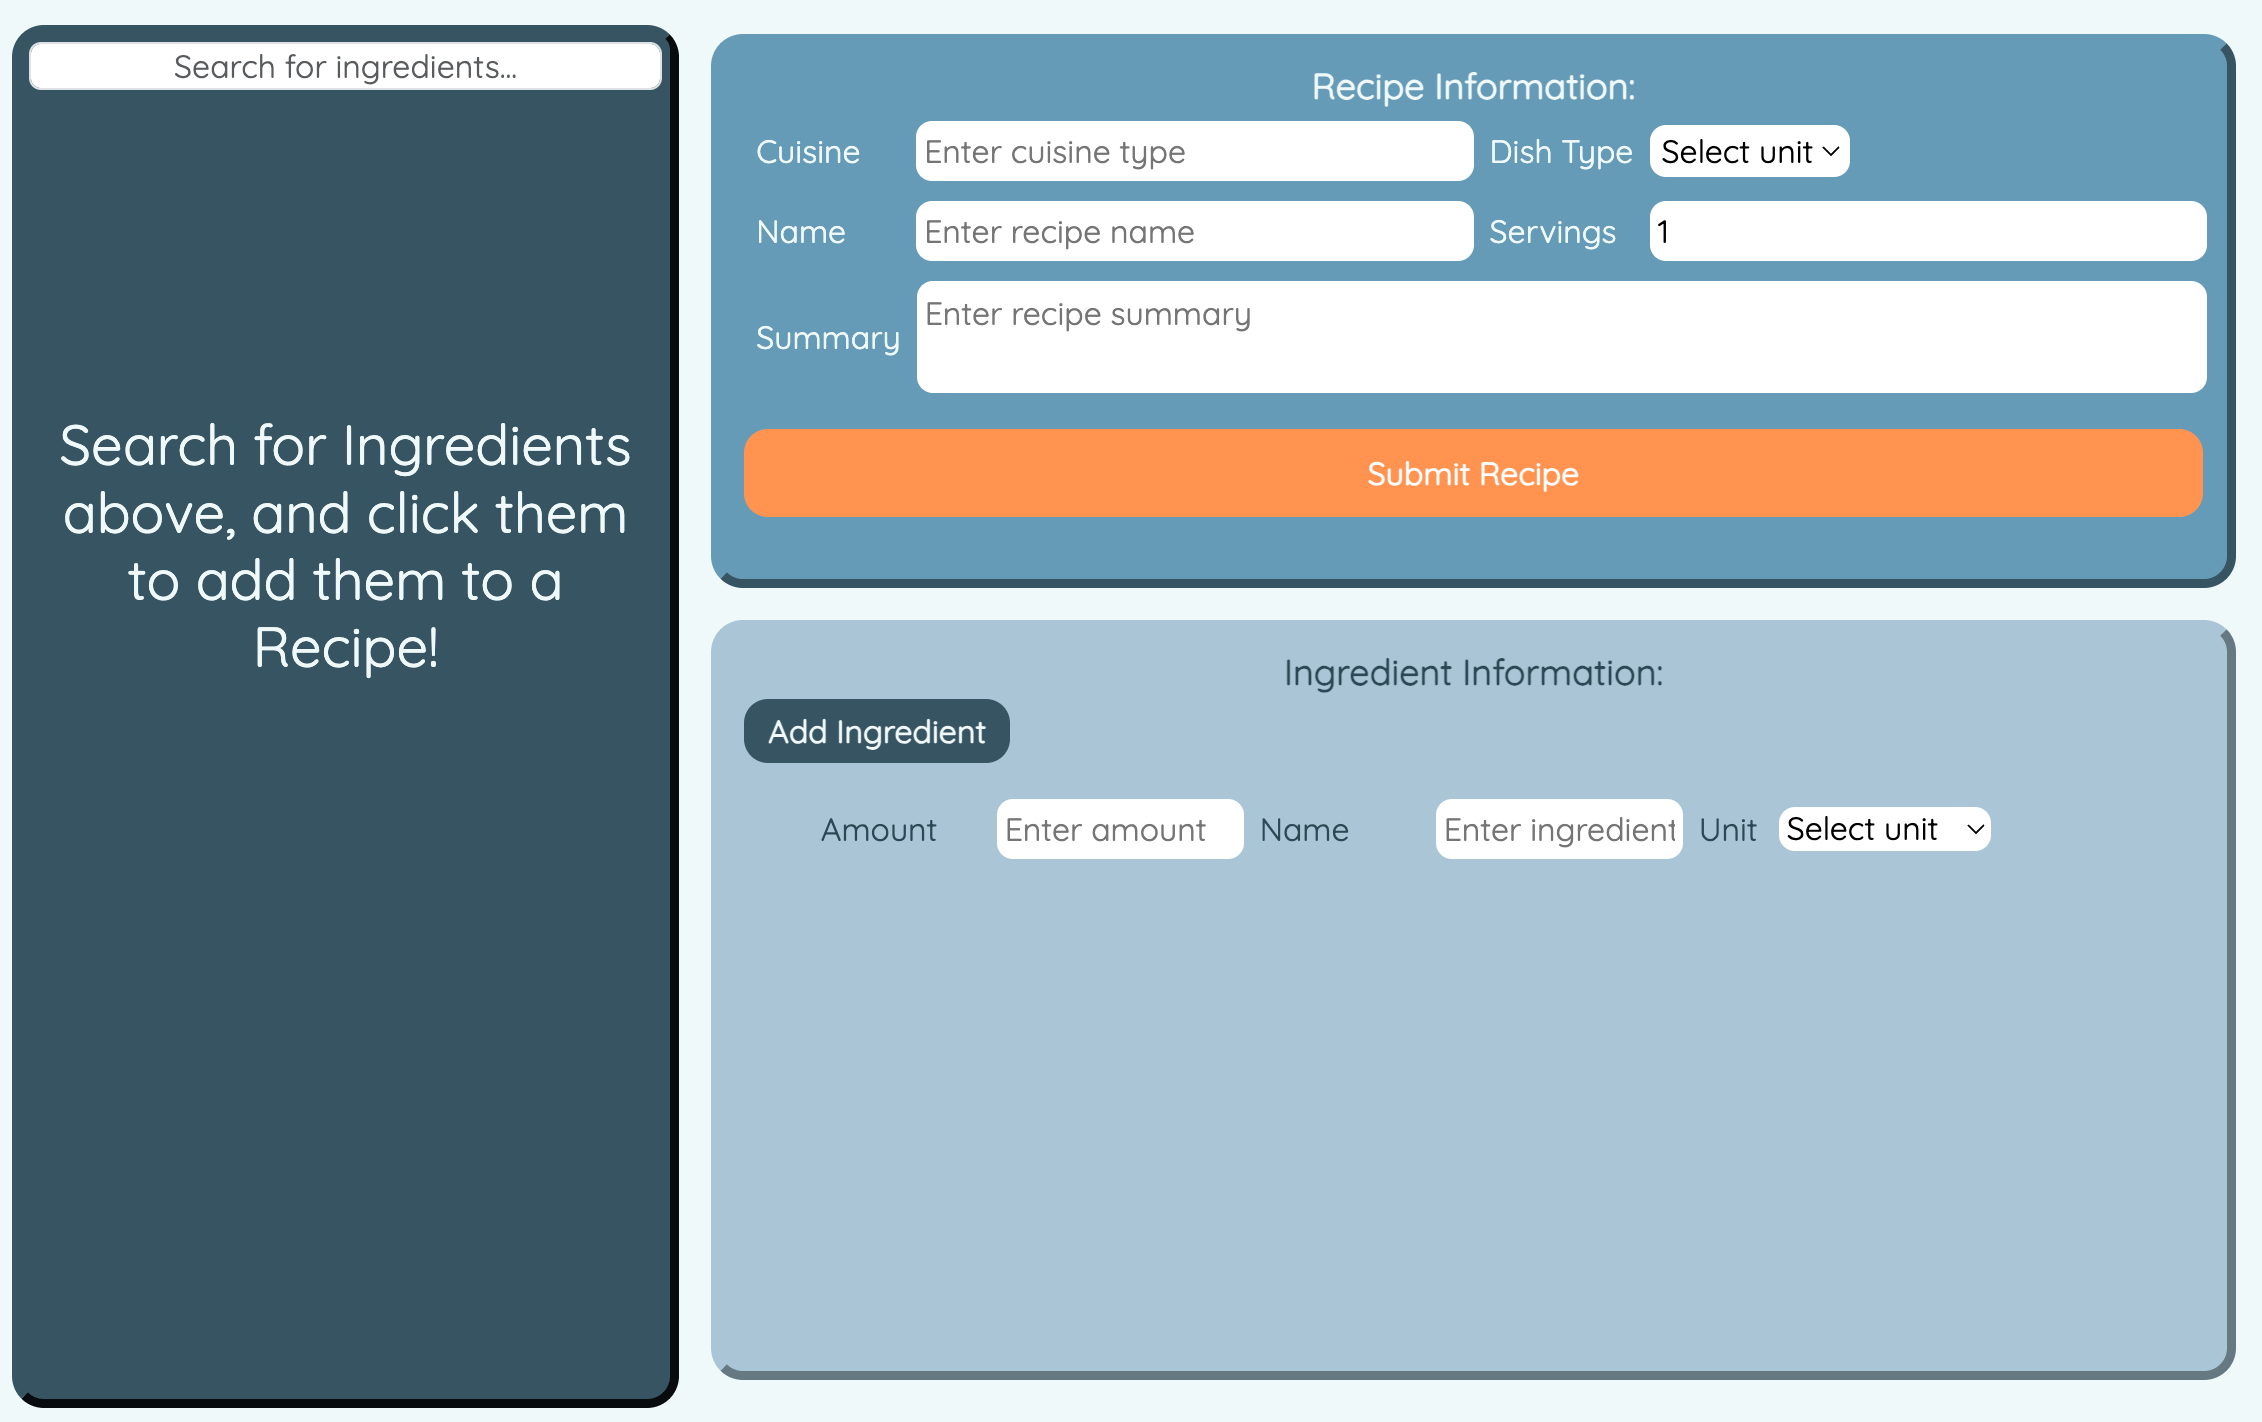 Search for ingredients...
Search for Ingredients
above, and click them
to add them to a
Recipe!
Recipe Information:
Cuisine Enter cuisine type Dish Type Select unit
Name Enter recipe name Servings 1
Summary Enter recipe summary
Submit Recipe
Ingredient Information:
Add Ingredient
Amount Enter amount Name Enter ingredient Unit Select unit